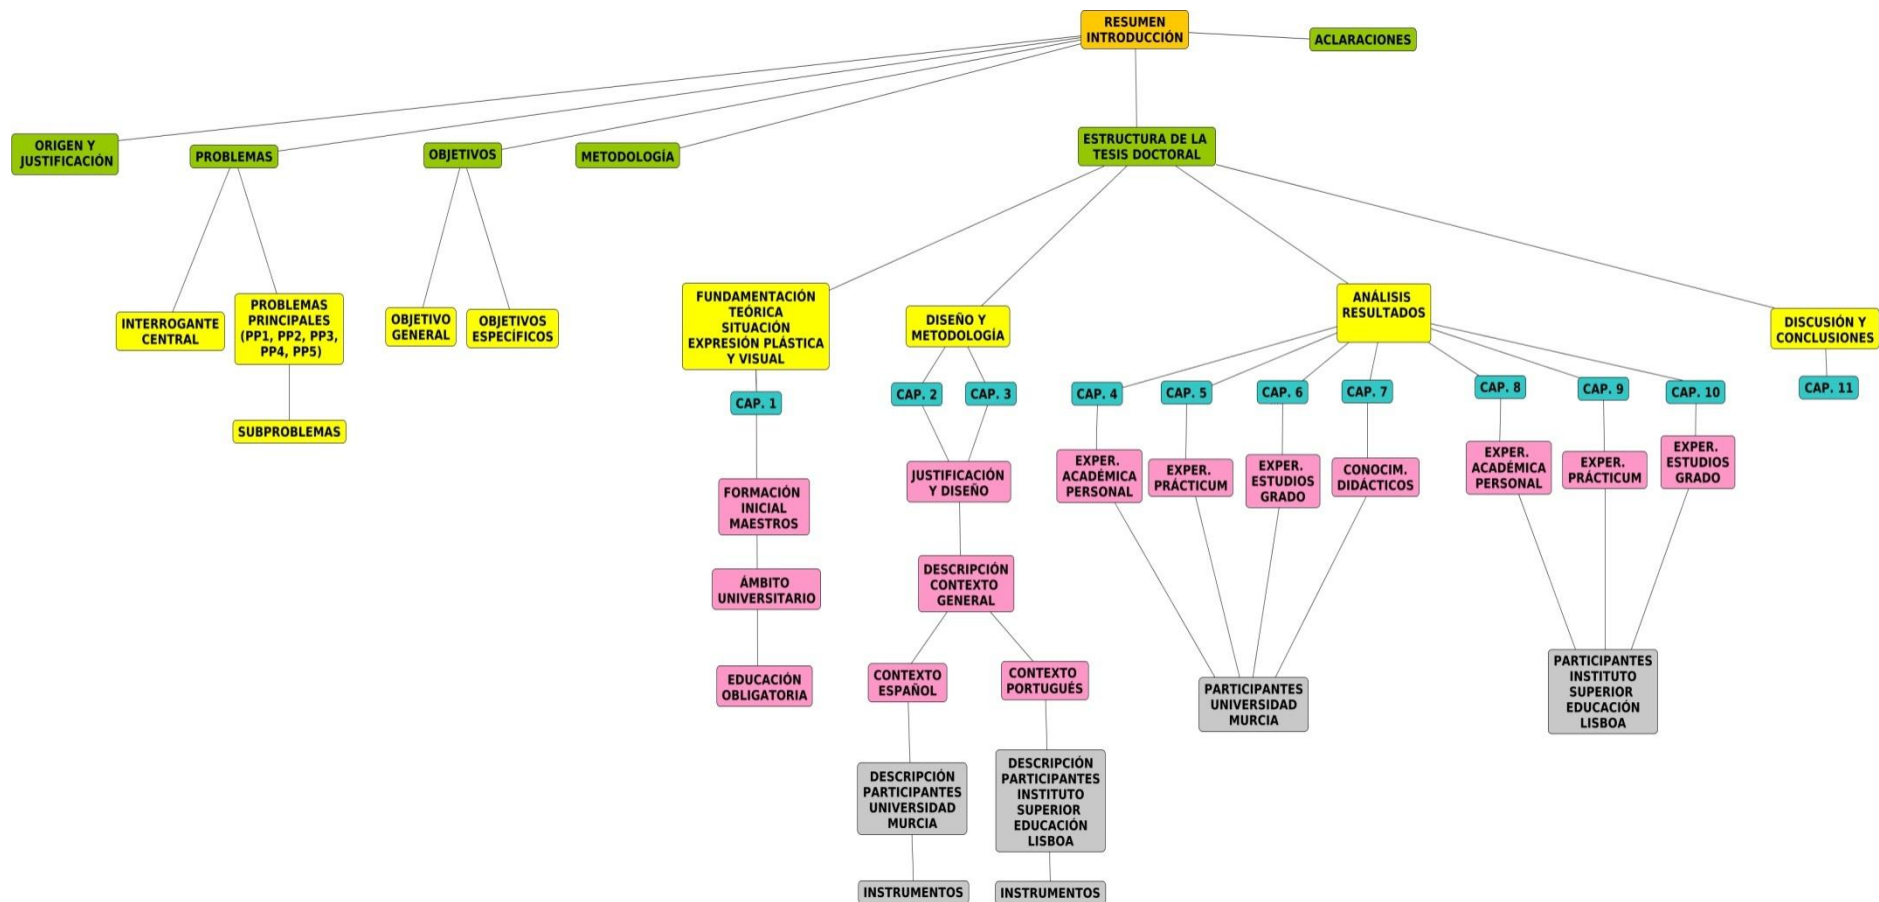 RESUMEN
INTRODUCCIÓN
ACLARACIONES
ORIGEN Y
JUSTIFICACIÓN
PROBLEMAS
OBJETIVOS
METODOLOGÍA
ESTRUCTURA DE LA
TESIS DOCTORAL
INTERROGANTE
CENTRAL
PROBLEMAS
PRINCIPALES
(PP1, PP2, PP3,
PP4, PP5)
SUBPROBLEMAS
OBJETIVO
GENERAL
OBJETIVOS
ESPECÍFICOS
FUNDAMENTACIÓN
TEÓRICA
SITUACIÓN
EXPRESIÓN PLÁSTICA
Y VISUAL
DISEÑO Y
METODOLOGÍA
ANÁLISIS
RESULTADOS
DISCUSIÓN Y
CONCLUSIONES
CAP. 1
CAP. 2
CAP. 3
CAP. 4
CAP. 5
CAP. 6
CAP. 7
CAP. 8
CAP. 9
CAP. 10
CAP. 11
FORMACIÓN
INICIAL
MAESTROS
ÁMBITO
UNIVERSITARIO
EDUCACIÓN
OBLIGATORIA
JUSTIFICACIÓN
Y DISEÑO
DESCRIPCIÓN
CONTEXTO
GENERAL
CONTEXTO
ESPAÑOL
CONTEXTO
PORTUGUÉS
DESCRIPCIÓN
PARTICIPANTES
UNIVERSIDAD
MURCIA
DESCRIPCIÓN
PARTICIPANTES
INSTITUTO
SUPERIOR
EDUCACIÓN
LISBOA
INSTRUMENTOS
INSTRUMENTOS
EXPER.
ACADÉMICA
PERSONAL
EXPER.
PRÁCTICUM
EXPER.
ESTUDIOS
GRADO
CONOCIM.
DIDÁCTICOS
EXPER.
ACADÉMICA
PERSONAL
EXPER.
PRÁCTICUM
EXPER.
ESTUDIOS
GRADO
PARTICIPANTES
UNIVERSIDAD
MURCIA
PARTICIPANTES
INSTITUTO
SUPERIOR
EDUCACIÓN
LISBOA